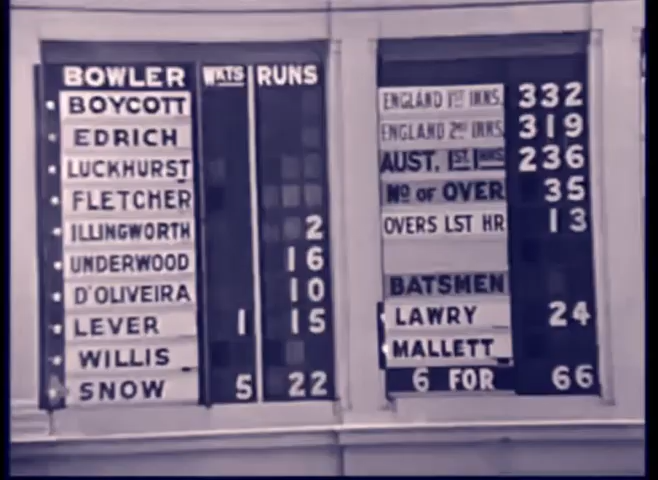 BOWLER WKTS RUNS
BOYCOTT
EDRICH
LUCKHURST
FLETCHER
ILLINGWORTH 2
UNDERWOOD 16
D'OLIVEIRA 10
LEVER 1 15
WILLIS
SNOW 5 22
ENGLAND 1ST INNS. 332
ENGLAND 2ND INNS. 319
AUST. 1ST. INNS 236
No OF OVER 35
OVERS LST HR 13
BATSMEN
LAWRY 24
MALLETT
6 FOR 66